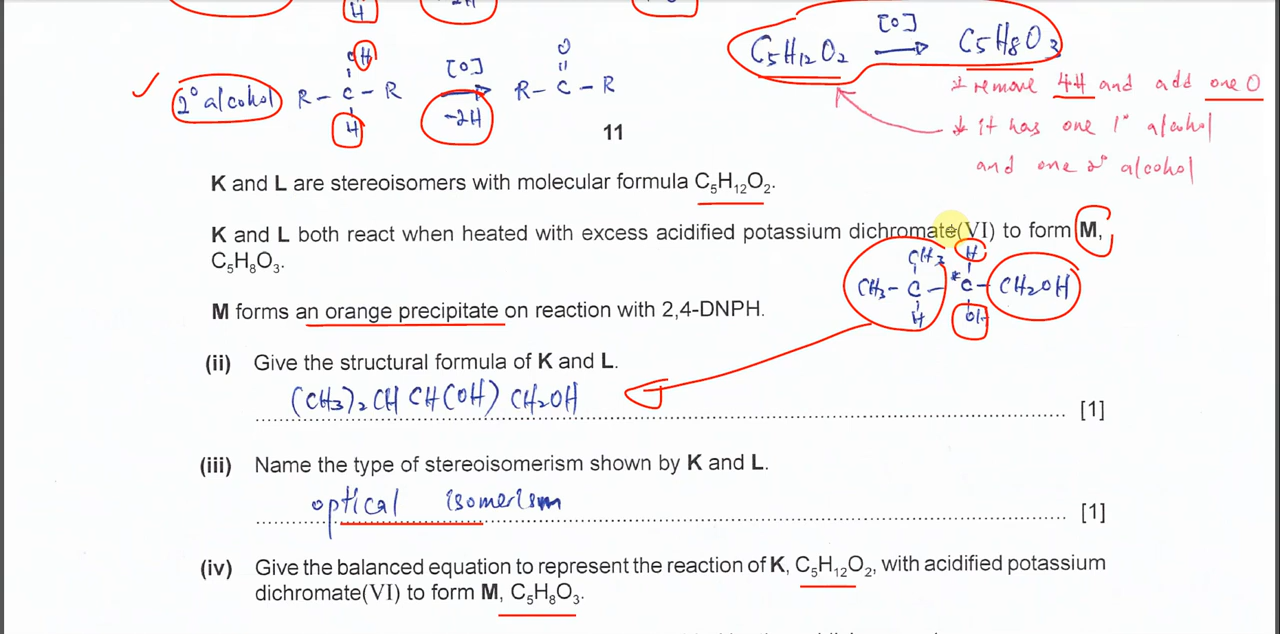 H
OH
2° alcohol R – C – R [O] → R – C – R
O
H
-2H
C5H12O2 [O] → C5H8O3
* remove 4H and add one O
* it has one 1° alcohol
and one 2° alcohol
11
K and L are stereoisomers with molecular formula C₅H₁₂O₂.
K and L both react when heated with excess acidified potassium dichromate(VI) to form M,
C₅H₈O₃.
CH3 H
CH3 – C – *C – CH2OH
H OH
M forms an orange precipitate on reaction with 2,4-DNPH.
(ii) Give the structural formula of K and L.
(CH3)2 CH CH(OH) CH2OH
[1]
(iii) Name the type of stereoisomerism shown by K and L.
optical isomerism
[1]
(iv) Give the balanced equation to represent the reaction of K, C₅H₁₂O₂, with acidified potassium
dichromate(VI) to form M, C₅H₈O₃.